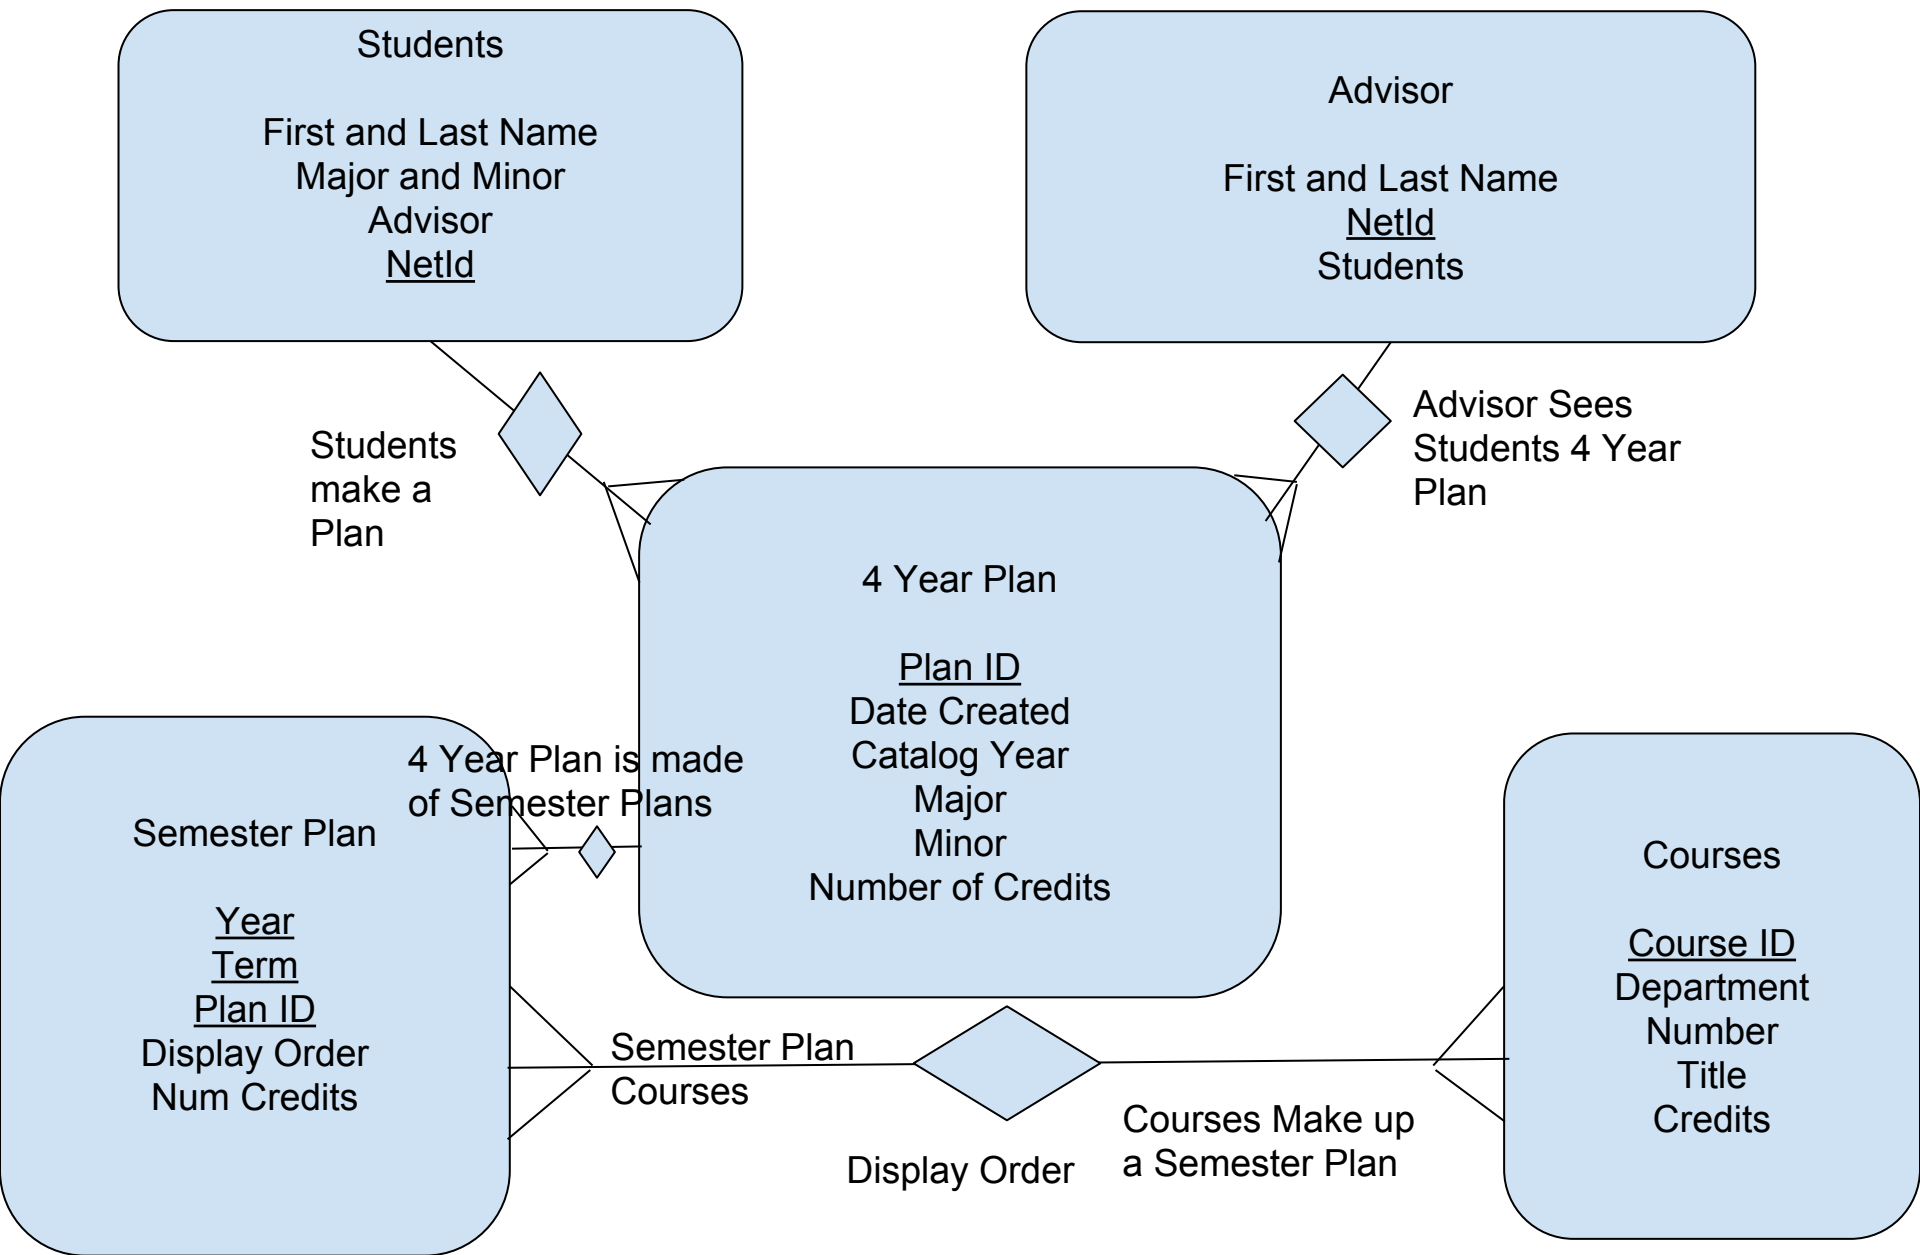 Students
First and Last Name
Major and Minor
Advisor
NetId
Advisor
First and Last Name
NetId
Students
Students
make a
Plan
Advisor Sees
Students 4 Year
Plan
4 Year Plan
Plan ID
Date Created
Catalog Year
Major
Minor
Number of Credits
4 Year Plan is made
of Semester Plans
Semester Plan
Year
Term
Plan ID
Display Order
Num Credits
Courses
Course ID
Department
Number
Title
Credits
Semester Plan
Courses
Display Order
Courses Make up
a Semester Plan